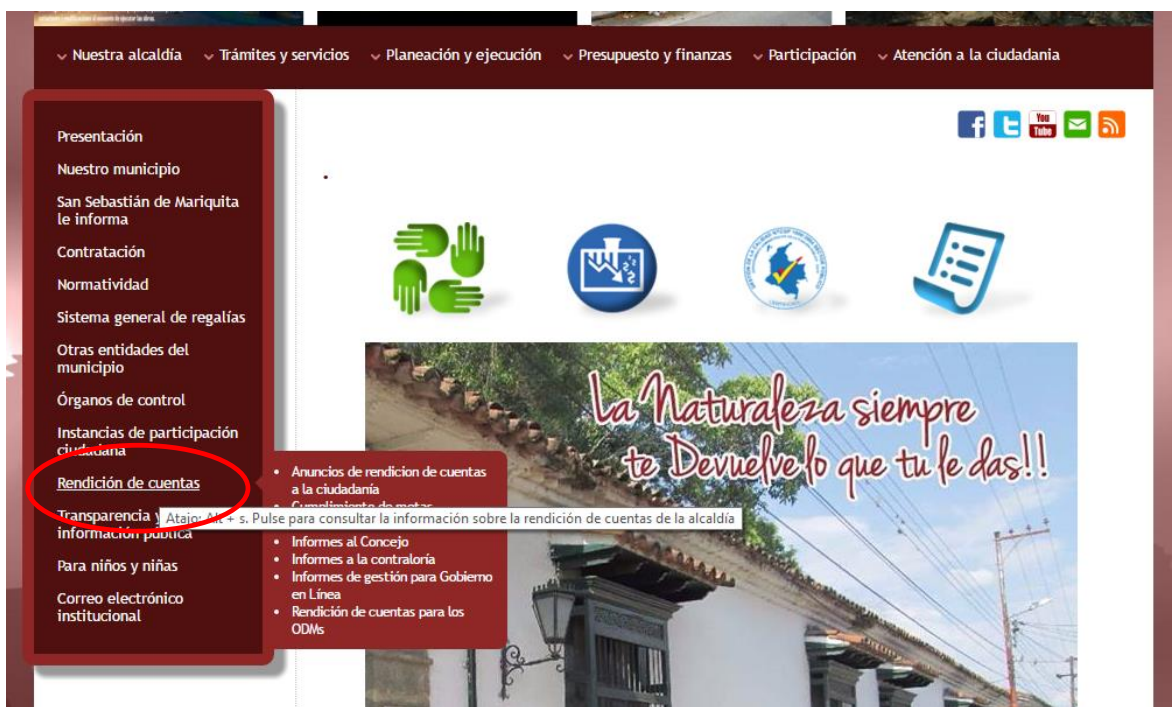 Nuestra alcaldía Trámites y servicios Planeación y ejecución Presupuesto y finanzas Participación Atención a la ciudadania
Presentación
Nuestro municipio
San Sebastián de Mariquita
le informa
Contratación
Normatividad
Sistema general de regalías
Otras entidades del
municipio
Órganos de control
Instancias de participación
ciudadana
Rendición de cuentas
Transparencia y
información pública
Para niños y niñas
Correo electrónico
institucional
Anuncios de rendicion de cuentas
a la ciudadanía
Cumplimiento de metas
Atajo: Alt + s. Pulse para consultar la información sobre la rendición de cuentas de la alcaldía
Informes al Concejo
Informes a la contraloría
Informes de gestión para Gobierno
en Línea
Rendición de cuentas para los
ODMs
You
Tube
La Naturaleza siempre
te Devuelve lo que tu le das!!